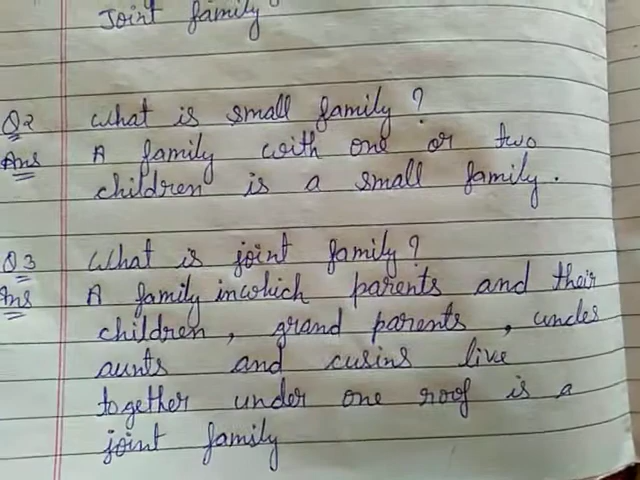 Joint family
Q2 What is small family?
Ans A family with one or two
children is a small family.
Q3 What is joint family?
Ans A family inwhich parents and their
children, grand parents, uncles
aunts and cusins live
together under one roof is a
joint family